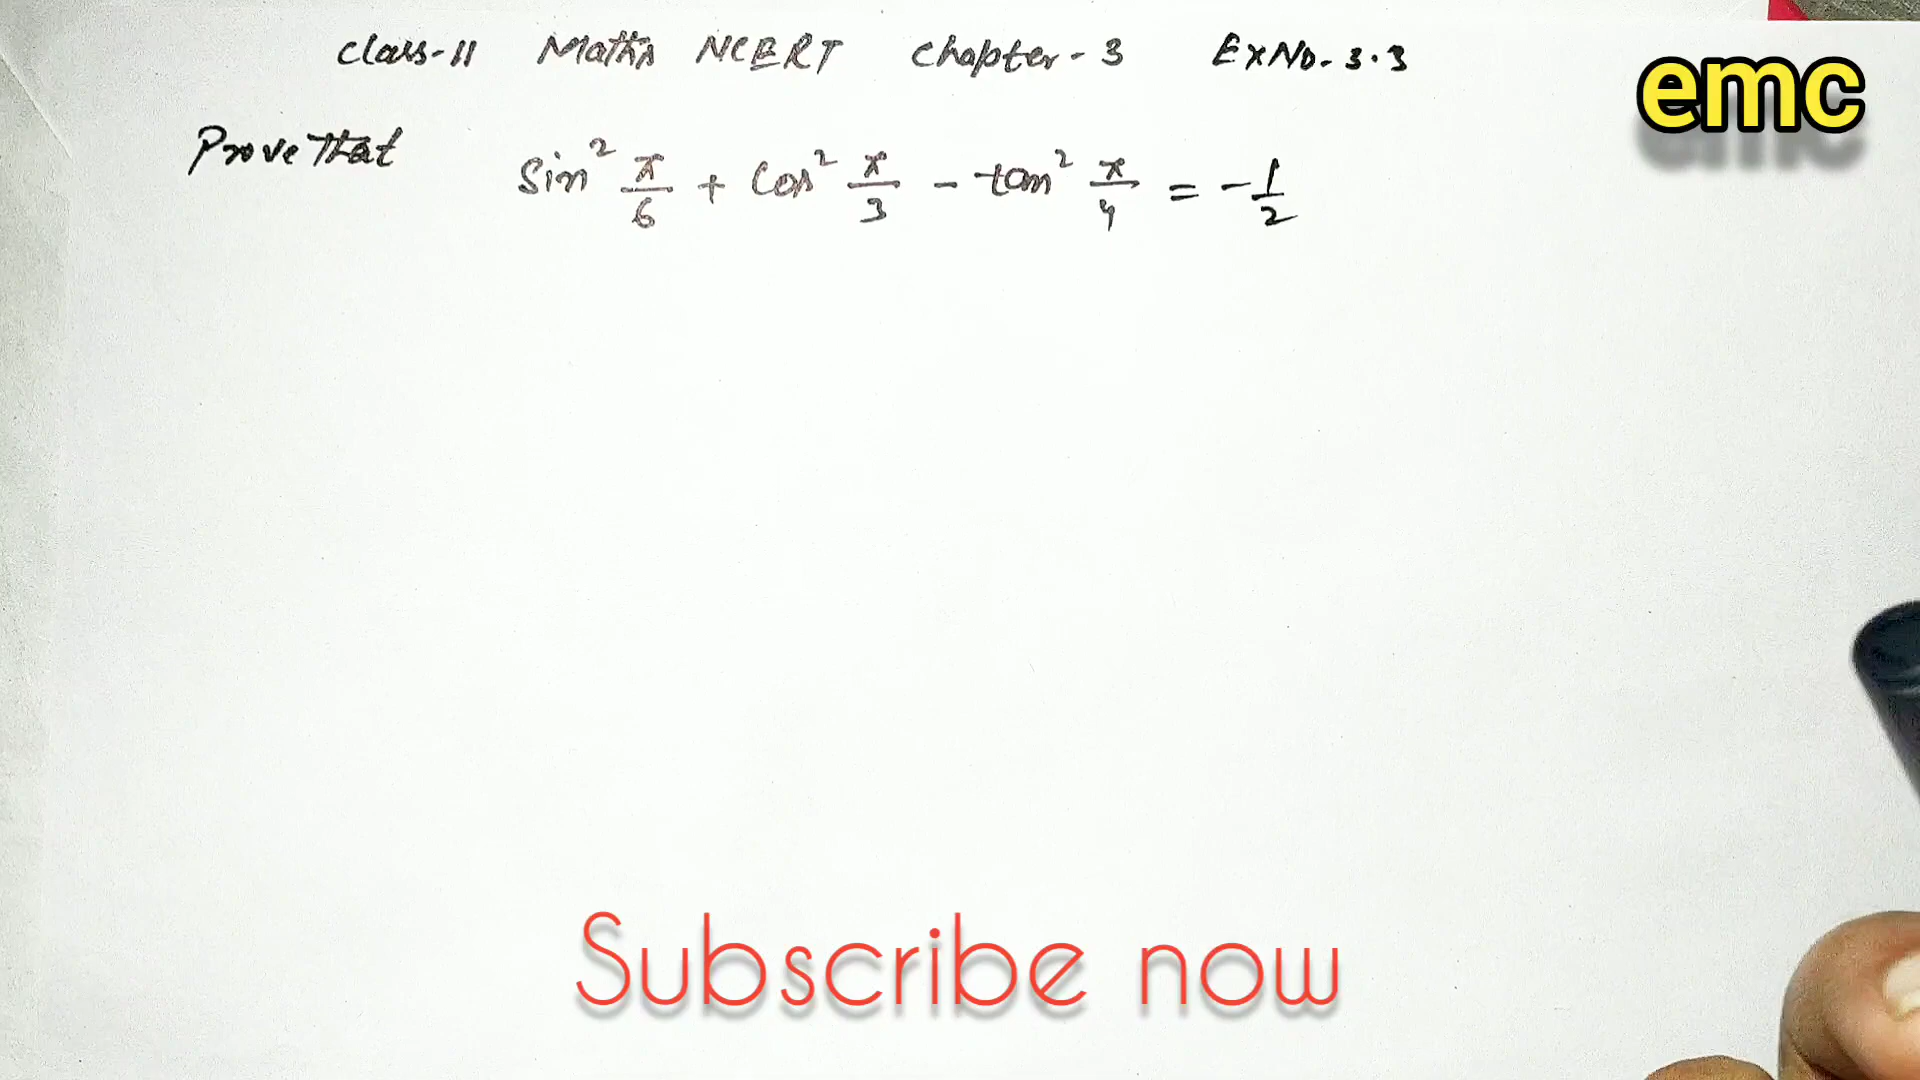 Class-11 Maths NCERT Chapter-3 Ex No. 3.3
emc
Prove That sin² π/6 + Cos² π/3 - tan² π/4 = -1/2
Subscribe now